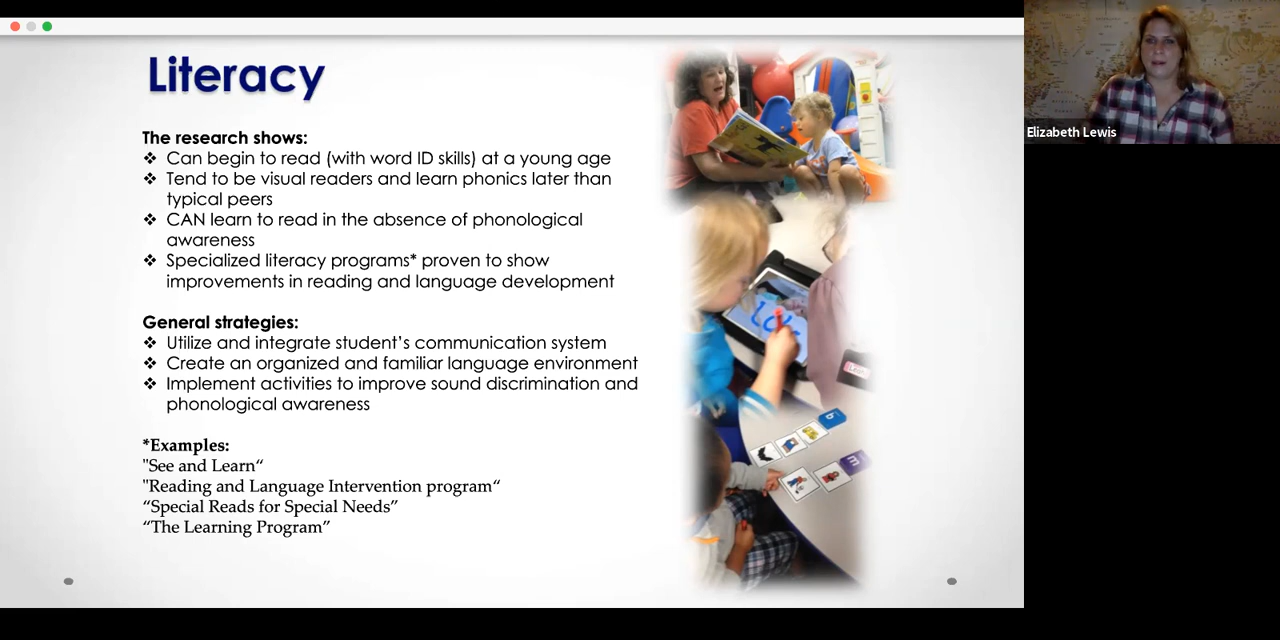 Literacy
The research shows:
❖ Can begin to read (with word ID skills) at a young age
❖ Tend to be visual readers and learn phonics later than
typical peers
❖ CAN learn to read in the absence of phonological
awareness
❖ Specialized literacy programs* proven to show
improvements in reading and language development
General strategies:
❖ Utilize and integrate student’s communication system
❖ Create an organized and familiar language environment
❖ Implement activities to improve sound discrimination and
phonological awareness
*Examples:
"See and Learn“
"Reading and Language Intervention program“
“Special Reads for Special Needs”
“The Learning Program”
b
m
Elizabeth Lewis